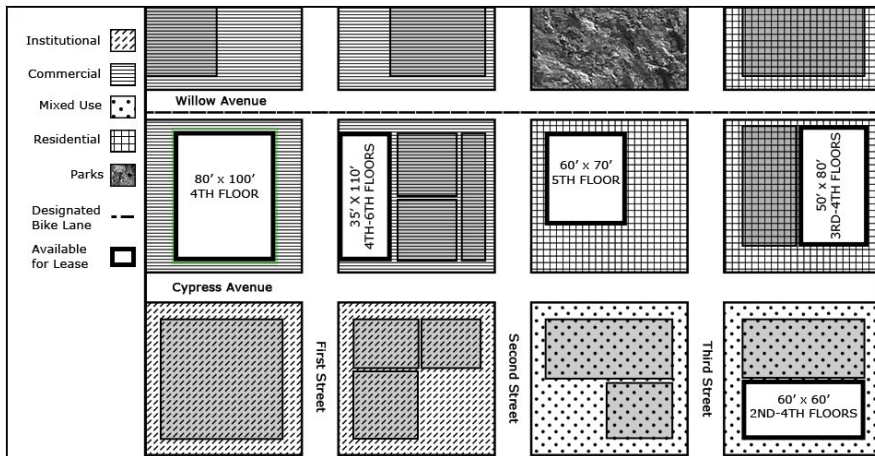 Institutional
Commercial
Mixed Use
Residential
Parks
Designated
Bike Lane
Available
for Lease
Willow Avenue
80' x 100'
4TH FLOOR
35' X 110'
4TH-6TH FLOORS
60' x 70'
5TH FLOOR
50' x 80'
3RD-4TH FLOORS
Cypress Avenue
First Street
Second Street
Third Street
60' x 60'
2ND-4TH FLOORS